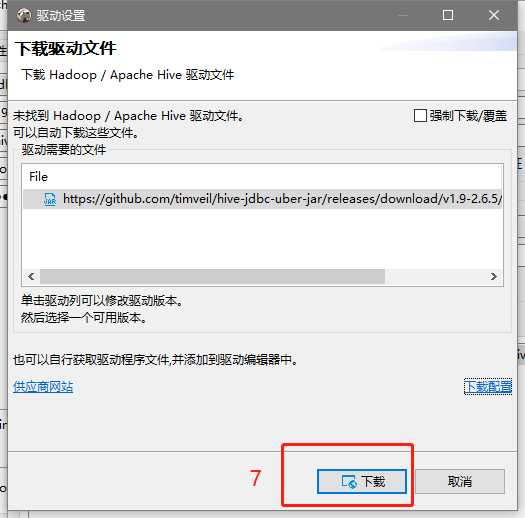 驱动设置
下载驱动文件
下载 Hadoop / Apache Hive 驱动文件
未找到 Hadoop / Apache Hive 驱动文件。
强制下载/覆盖
可以自动下载这些文件。
驱动需要的文件
File
JAR https://github.com/timveil/hive-jdbc-uber-jar/releases/download/v1.9-2.6.5/
单击驱动列可以修改驱动版本。
然后选择一个可用版本。
也可以自行获取驱动程序文件,并添加到驱动编辑器中。
供应商网站
下载配置
7
下载
取消